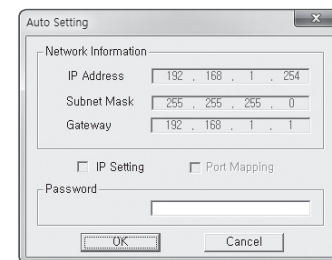 Auto Setting
Network Information
IP Address 192 . 168 . 1 . 254
Subnet Mask 255 . 255 . 255 . 0
Gateway 192 . 168 . 1 . 1
IP Setting Port Mapping
Password
OK Cancel